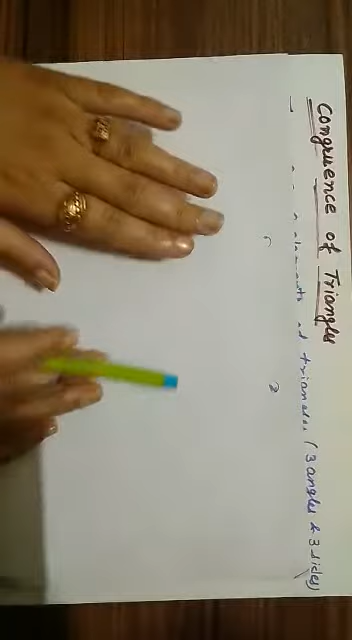 Congruence of Triangles
→ elements of triangles (3 angles & 3 sides)